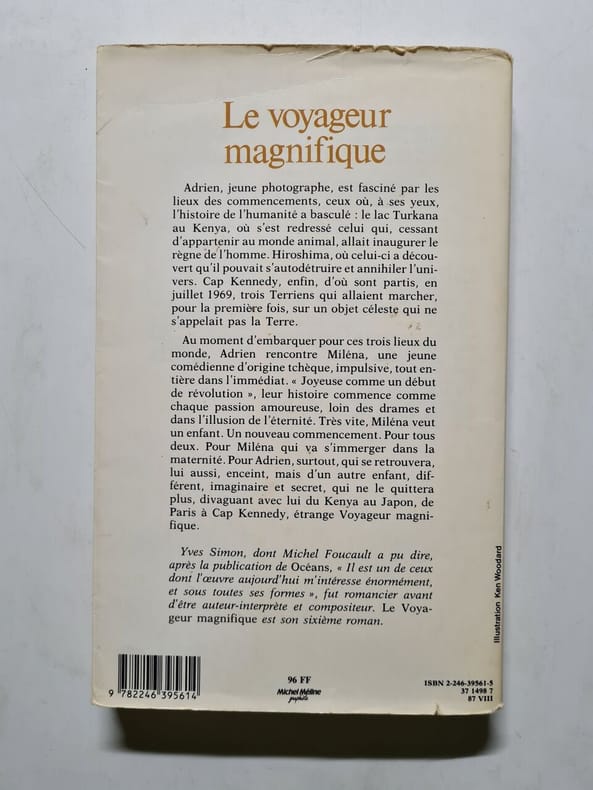 Le voyageur
magnifique
Adrien, jeune photographe, est fasciné par les
lieux des commencements, ceux où, à ses yeux,
l'histoire de l'humanité a basculé : le lac Turkana
au Kenya, où s'est redressé celui qui, cessant
d'appartenir au monde animal, allait inaugurer le
règne de l'homme. Hiroshima, où celui-ci a décou-
vert qu'il pouvait s'autodétruire et annihiler l'uni-
vers. Cap Kennedy, enfin, d'où sont partis, en
juillet 1969, trois Terriens qui allaient marcher,
pour la première fois, sur un objet céleste qui ne
s'appelait pas la Terre.
Au moment d'embarquer pour ces trois lieux du
monde, Adrien rencontre Miléna, une jeune
comédienne d'origine tchèque, impulsive, tout en-
tière dans l'immédiat. « Joyeuse comme un début
de révolution », leur histoire commence comme
chaque passion amoureuse, loin des drames et
dans l'illusion de l'éternité. Très vite, Miléna veut
un enfant. Un nouveau commencement. Pour tous
deux. Pour Miléna qui va s'immerger dans la
maternité. Pour Adrien, surtout, qui se retrouvera,
lui aussi, enceint, mais d'un autre enfant, dif-
férent, imaginaire et secret, qui ne le quittera
plus, divaguant avec lui du Kenya au Japon, de
Paris à Cap Kennedy, étrange Voyageur magni-
fique.
Yves Simon, dont Michel Foucault a pu dire,
après la publication de Océans, « Il est un de ceux
dont l'œuvre aujourd'hui m'intéresse énormément,
et sous toutes ses formes », fut romancier avant
d'être auteur-interprète et compositeur. Le Voya-
geur magnifique est son sixième roman.
Illustration Ken Woodard
9 782246 395614
96 FF
Michel Méline
ISBN 2-246-39561-5
37 1498 7
87 VIII